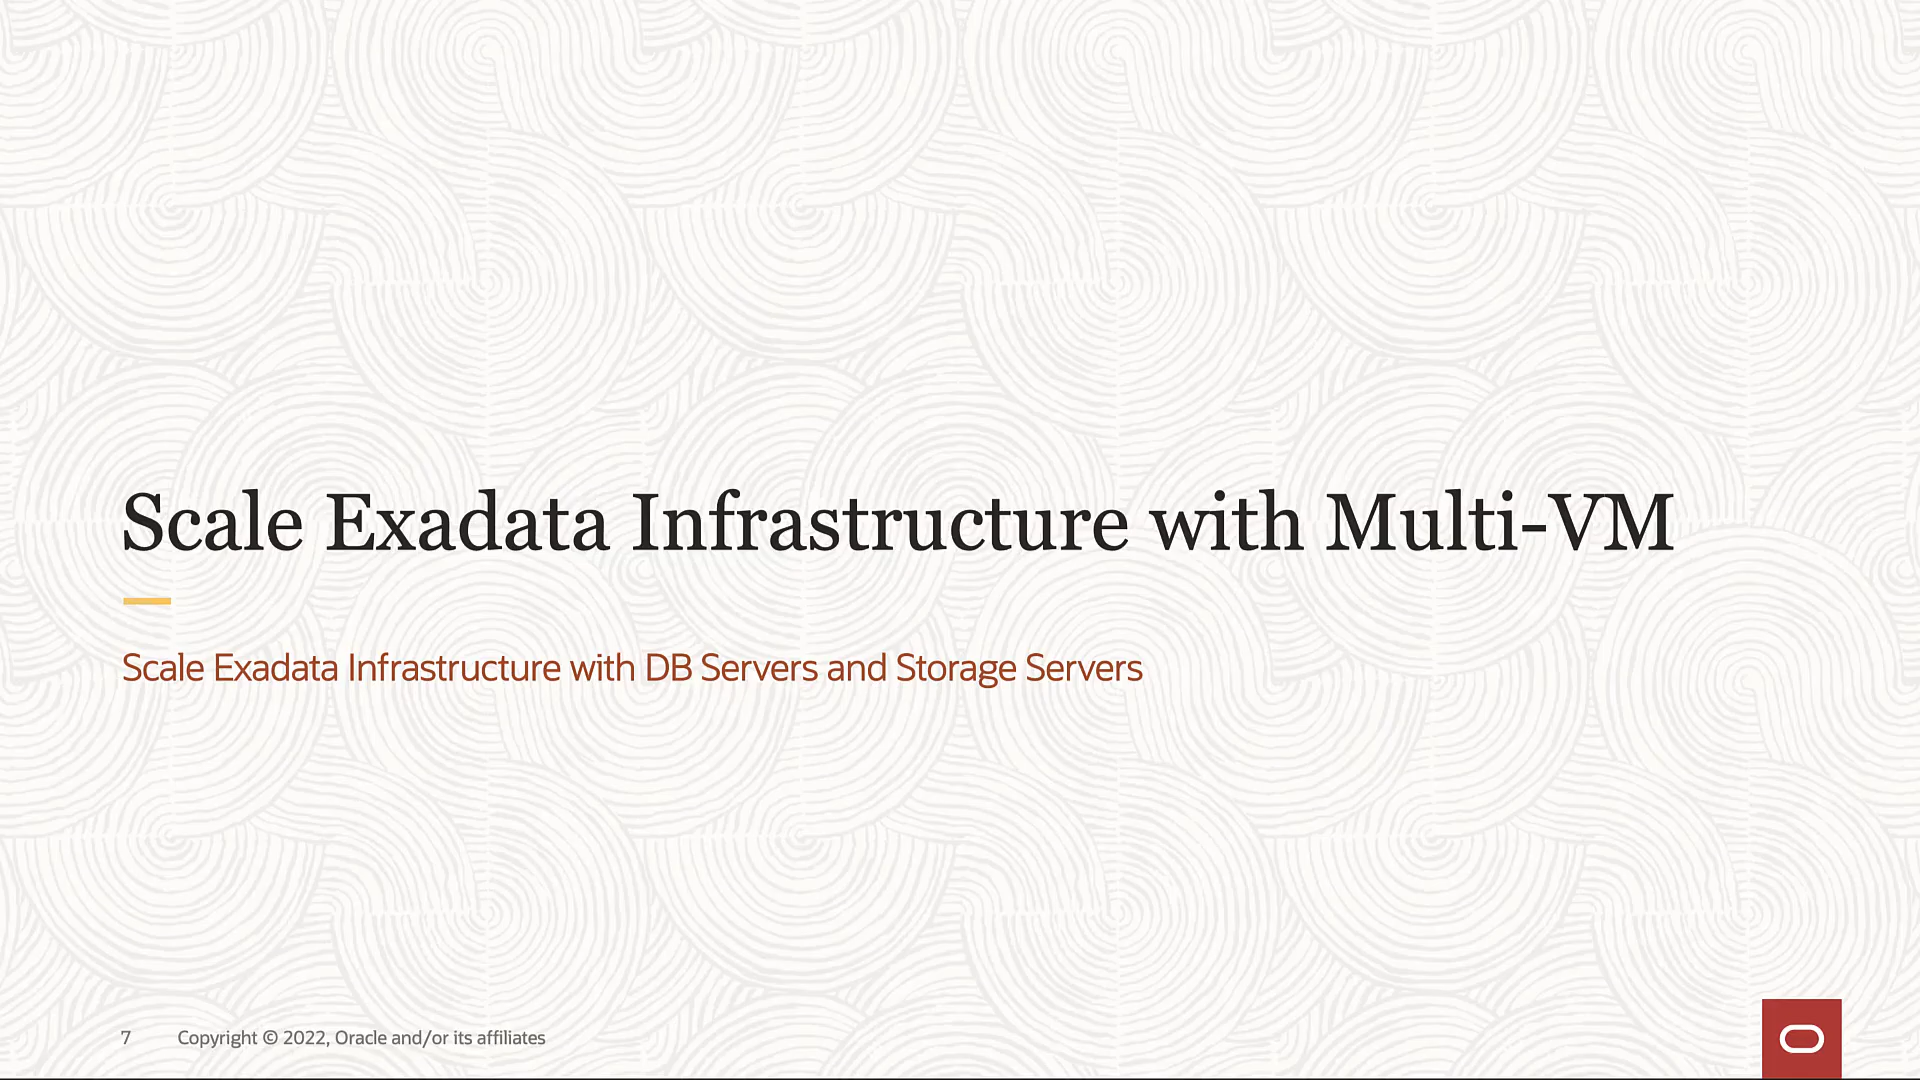 Scale Exadata Infrastructure with Multi-VM
Scale Exadata Infrastructure with DB Servers and Storage Servers
7 Copyright © 2022, Oracle and/or its affiliates